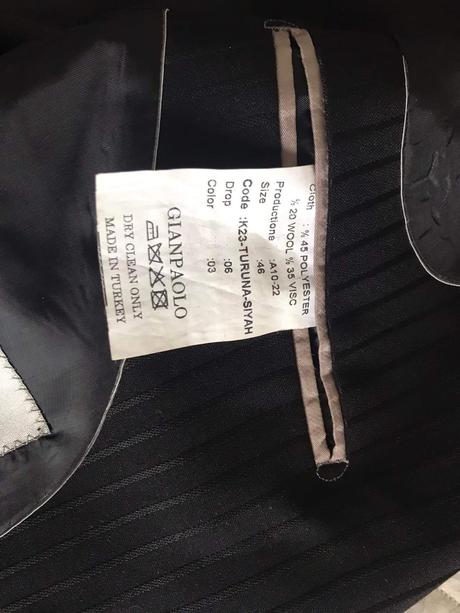 Cloth : % 45 POLYESTER
% 20 WOOL % 35 VISC
Productione :A10-22
Size :46
Code :K23-TURUNA-SIYAH
Drop :06
Color :03
GIANPAOLO
DRY CLEAN ONLY
MADE IN TURKEY